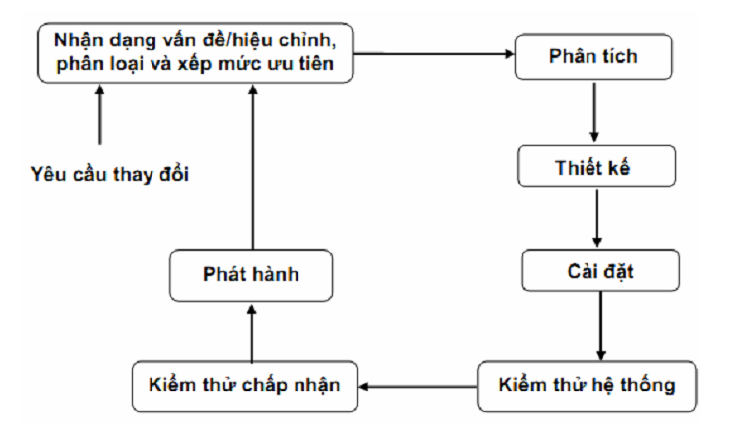 Nhận dạng vấn đề/hiệu chỉnh,
phân loại và xếp mức ưu tiên
Phân tích
Yêu cầu thay đổi
Thiết kế
Phát hành
Cài đặt
Kiểm thử chấp nhận
Kiểm thử hệ thống